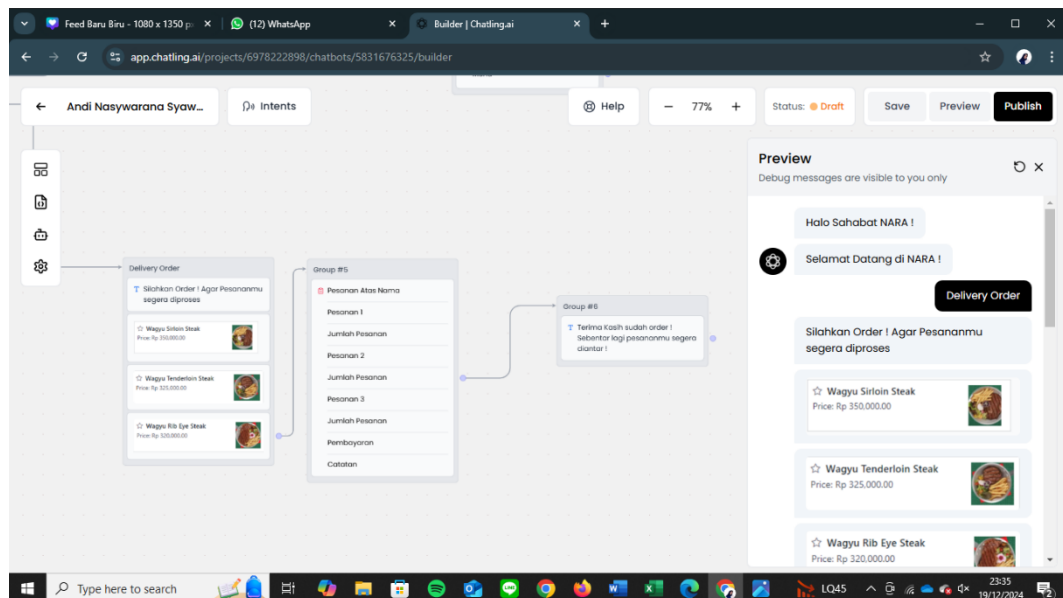 Feed Baru Biru - 1080 x 1350 p
(12) WhatsApp
Builder | Chatling.ai
app.chatling.ai/projects/6978222898/chatbots/5831676325/builder
Andi Nasywarana Syaw...
Intents
Help
77%
Status: Draft
Save
Preview
Publish
Delivery Order
Silahkan Order ! Agar Pesananmu
segera diproses
Wagyu Sirloin Steak
Price: Rp 350,000.00
Wagyu Tenderloin Steak
Price: Rp 325,000.00
Wagyu Rib Eye Steak
Price: Rp 320,000.00
Group #5
Pesanan Atas Nama
Pesanan 1
Jumlah Pesanan
Pesanan 2
Jumlah Pesanan
Pesanan 3
Jumlah Pesanan
Pembayaran
Catatan
Group #6
Terima Kasih sudah order !
Sebentar lagi pesananmu segera
diantar !
Preview
Debug messages are visible to you only
Halo Sahabat NARA !
Selamat Datang di NARA !
Delivery Order
Silahkan Order ! Agar Pesananmu
segera diproses
Wagyu Sirloin Steak
Price: Rp 350,000.00
Wagyu Tenderloin Steak
Price: Rp 325,000.00
Wagyu Rib Eye Steak
Price: Rp 320,000.00
Type here to search
LQ45
23:35
19/12/2024